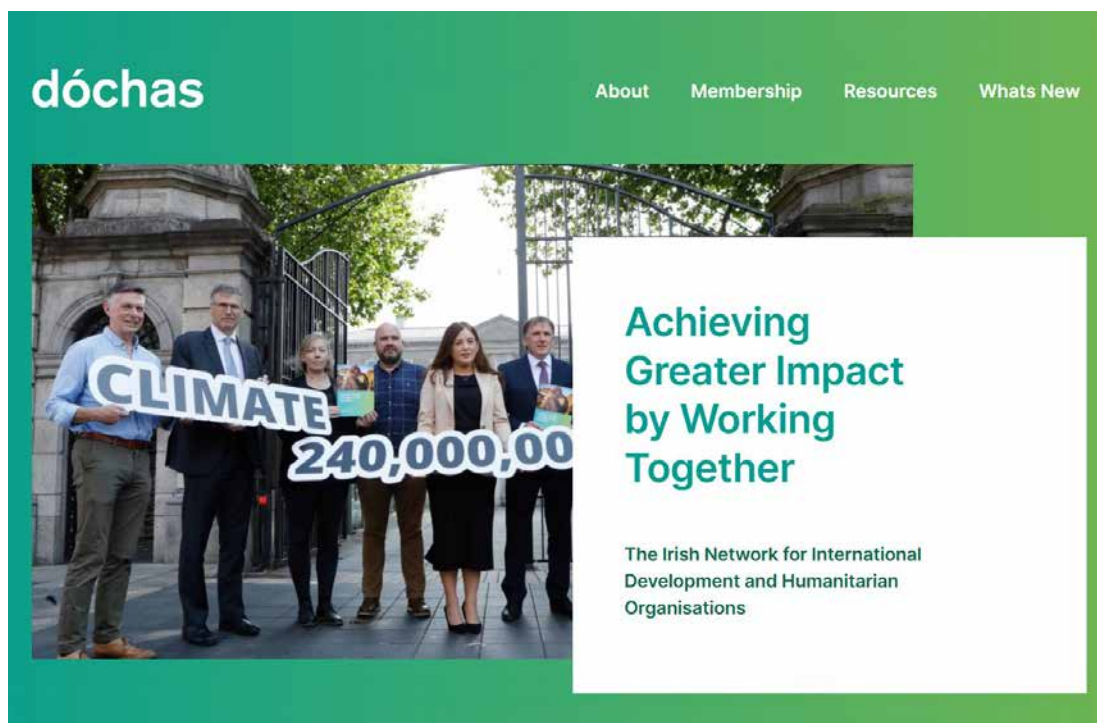 dóchas
About Membership Resources Whats New
CLIMATE
240,000,00
Achieving
Greater Impact
by Working
Together
The Irish Network for International
Development and Humanitarian
Organisations